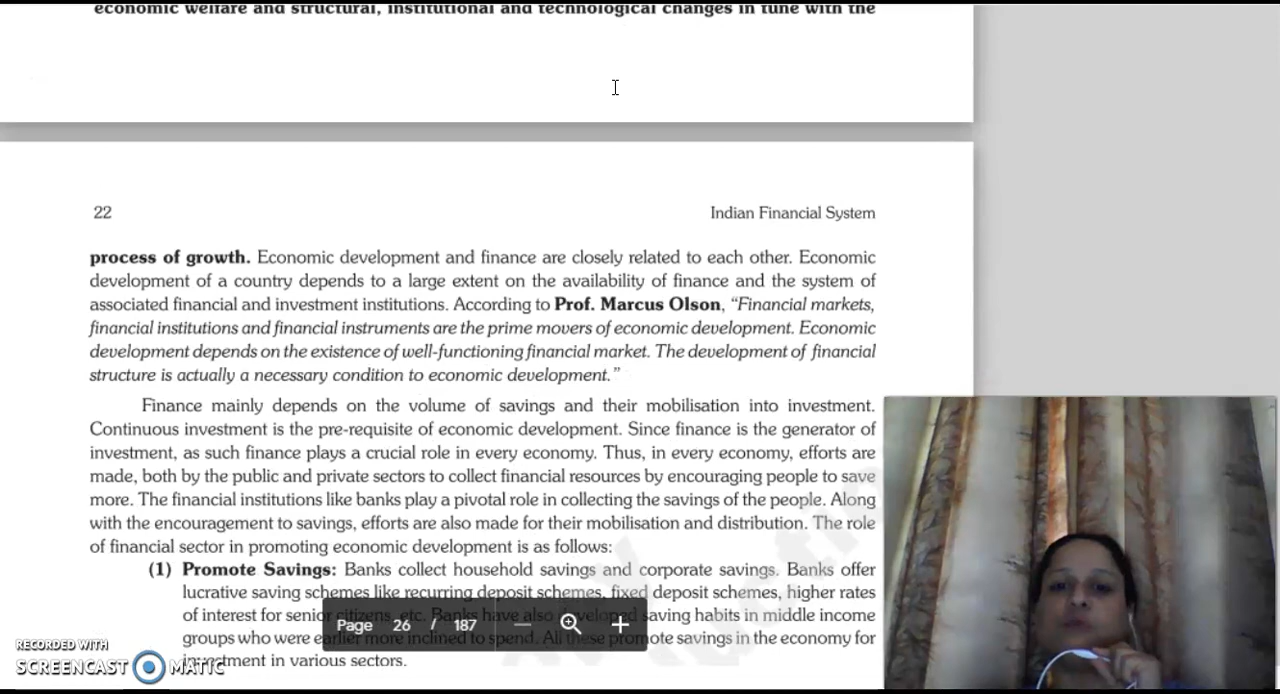 economic welfare and structural, institutional and technological changes in tune with the
22 Indian Financial System
process of growth. Economic development and finance are closely related to each other. Economic
development of a country depends to a large extent on the availability of finance and the system of
associated financial and investment institutions. According to Prof. Marcus Olson, “Financial markets,
financial institutions and financial instruments are the prime movers of economic development. Economic
development depends on the existence of well-functioning financial market. The development of financial
structure is actually a necessary condition to economic development.”
Finance mainly depends on the volume of savings and their mobilisation into investment.
Continuous investment is the pre-requisite of economic development. Since finance is the generator of
investment, as such finance plays a crucial role in every economy. Thus, in every economy, efforts are
made, both by the public and private sectors to collect financial resources by encouraging people to save
more. The financial institutions like banks play a pivotal role in collecting the savings of the people. Along
with the encouragement to savings, efforts are also made for their mobilisation and distribution. The role
of financial sector in promoting economic development is as follows:
(1) Promote Savings: Banks collect household savings and corporate savings. Banks offer
lucrative saving schemes like recurring deposit schemes, fixed deposit schemes, higher rates
of interest for senior citizens, etc. Banks have also developed saving habits in middle income
groups who were earlier more inclined to spend. All these promote savings in the economy for
investment in various sectors.
Page 26 / 187
RECORDED WITH
SCREENCAST MATIC